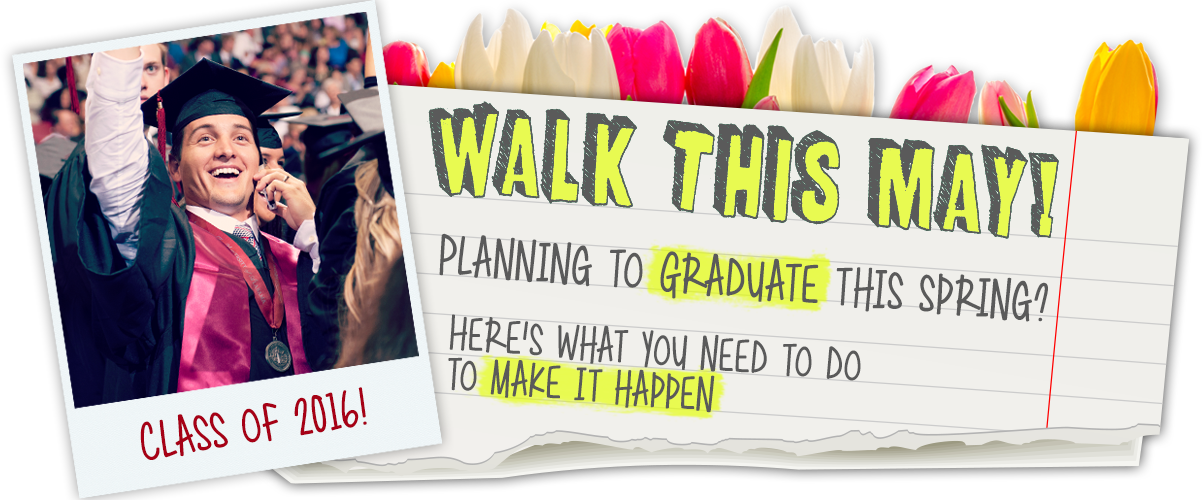 WALK THIS MAY!
PLANNING TO GRADUATE THIS SPRING?
HERE'S WHAT YOU NEED TO DO
TO MAKE IT HAPPEN
CLASS OF 2016!